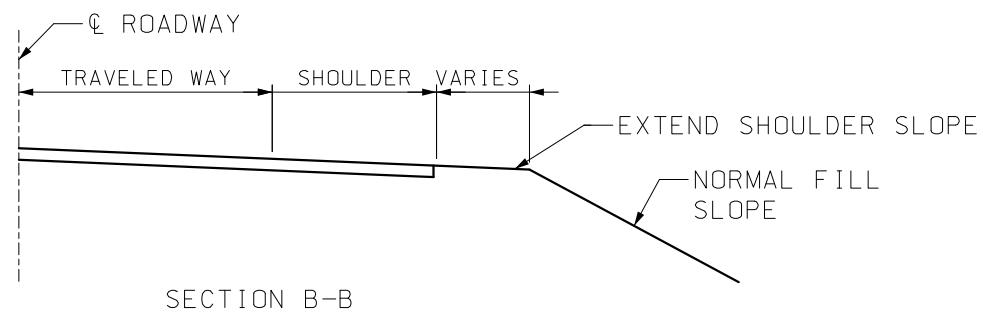 ℄ ROADWAY
TRAVELED WAY
SHOULDER
VARIES
EXTEND SHOULDER SLOPE
NORMAL FILL
SLOPE
SECTION B-B